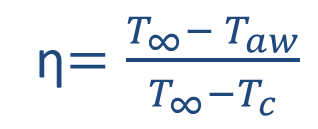 η= (T∞ − Taw) / (T∞ −Tc)